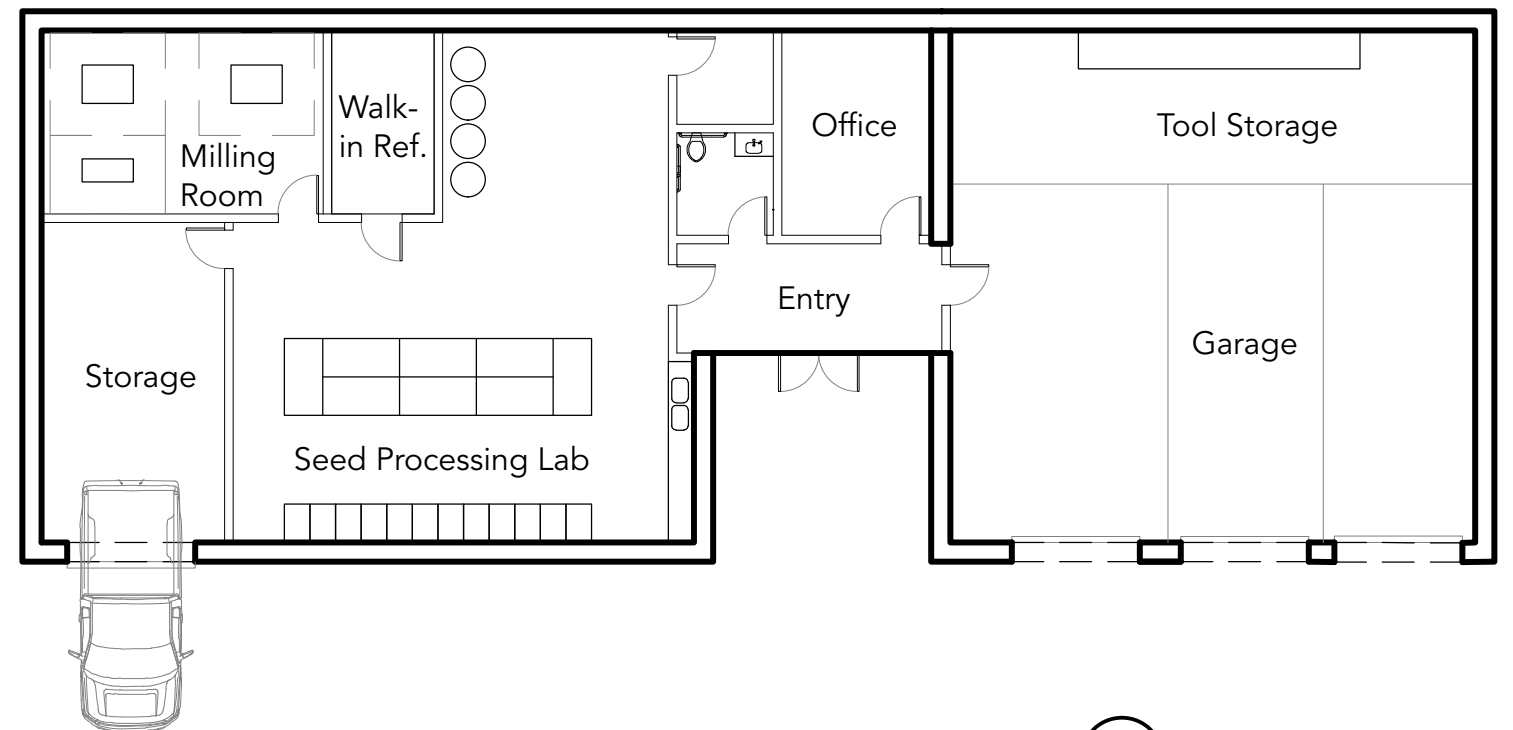 Walk-
in Ref.
Milling
Room
Office
Tool Storage
Entry
Garage
Storage
Seed Processing Lab